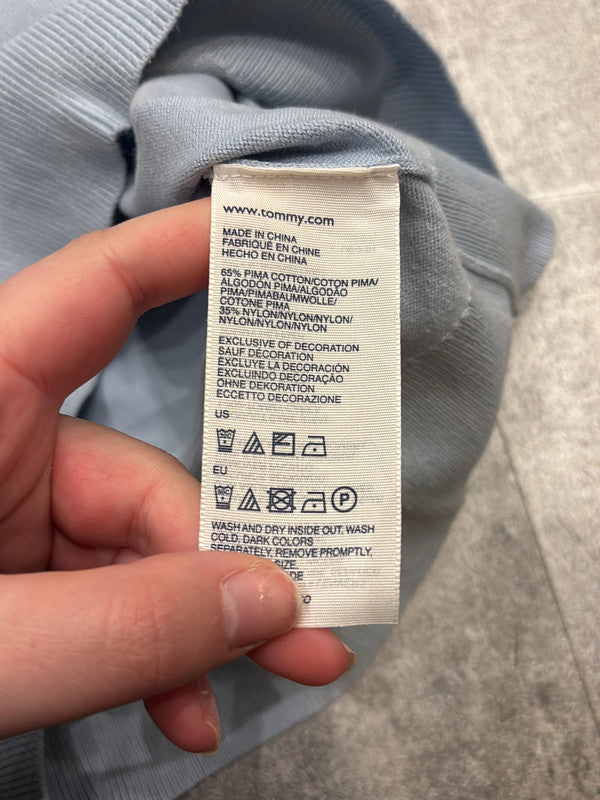 www.tommy.com
MADE IN CHINA
FABRIQUÉ EN CHINE
HECHO EN CHINA
65% PIMA COTTON/COTON PIMA/
ALGODÓN PIMA/ALGODÃO
PIMA/PIMABAUMWOLLE/
COTONE PIMA
35% NYLON/NYLON/NYLON/
NYLON/NYLON/NYLON
EXCLUSIVE OF DECORATION
SAUF DÉCORATION
EXCLUYE LA DECORACIÓN
EXCLUINDO DECORAÇÃO
OHNE DEKORATION
ECCETTO DECORAZIONE
US
EU
P
WASH AND DRY INSIDE OUT, WASH
COLD, DARK COLORS
SEPARATELY, REMOVE PROMPTLY,